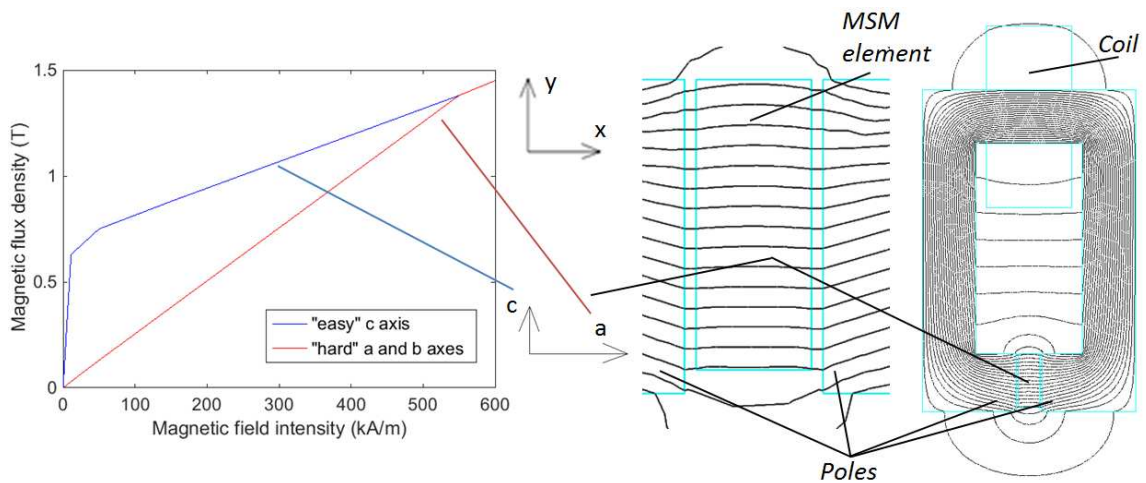 Magnetic flux density (T)
1.5
1
0.5
0
0
100
200
300
400
500
600
Magnetic field intensity (kA/m)
"easy" c axis
"hard" a and b axes
y
x
c
a
MSM
element
Coil
Poles